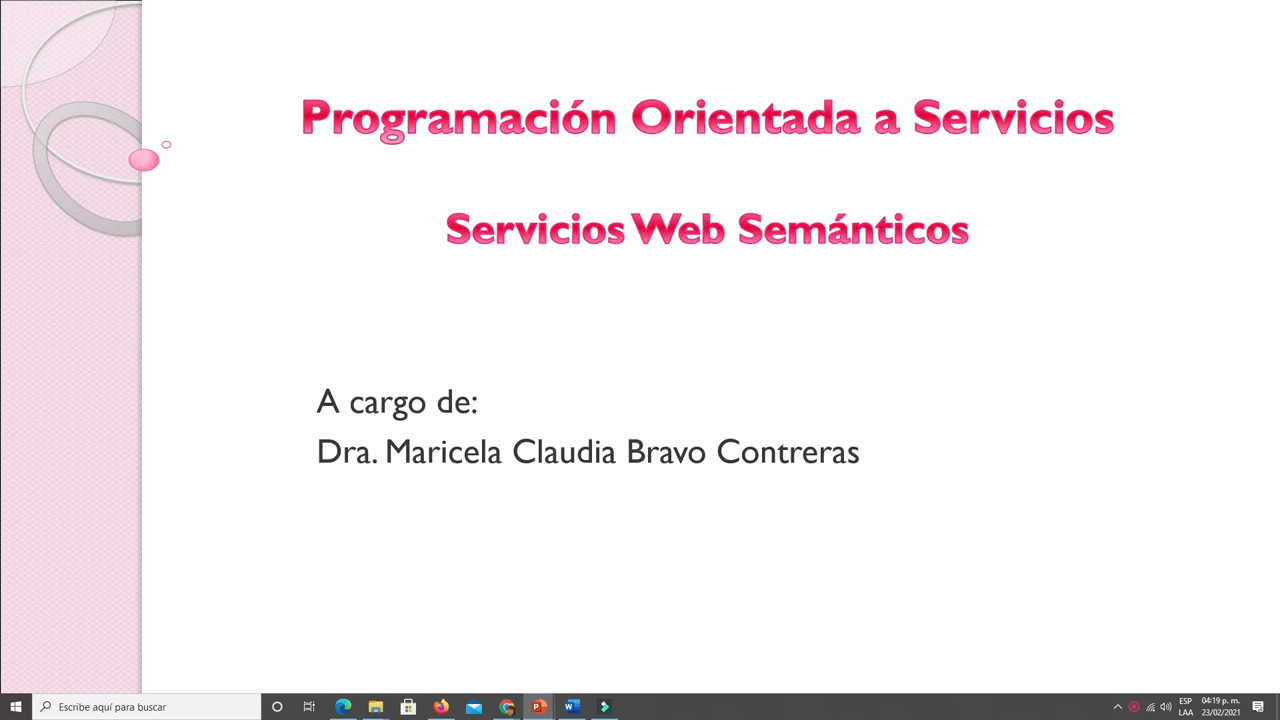 Programación Orientada a Servicios
Servicios Web Semánticos
A cargo de:
Dra. Maricela Claudia Bravo Contreras
Escribe aquí para buscar
ESP
LAA
04:19 p. m.
23/02/2021